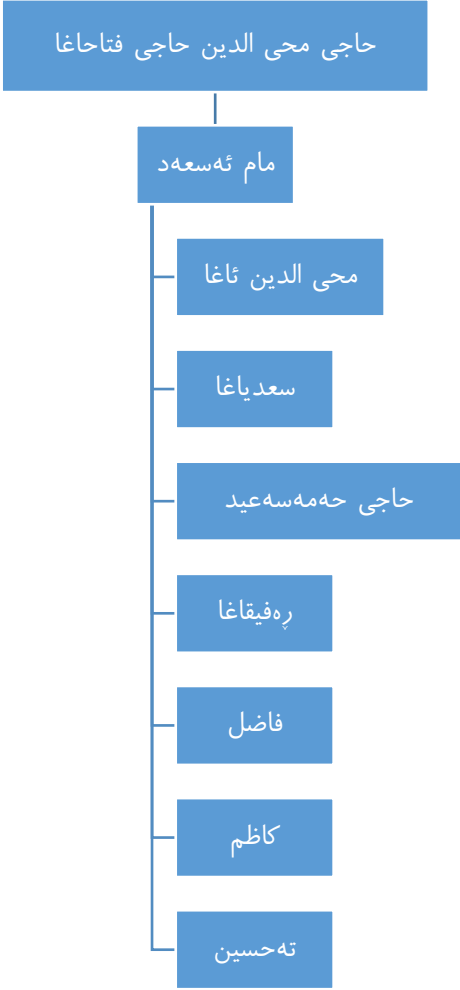 حاجی محی الدین حاجی فتاحاغا
مام ئەسعەد
محی الدین ئاغا
سعدیاغا
حاجی حەمەسەعید
ڕەفیقاغا
فاضل
کاظم
تەحسین